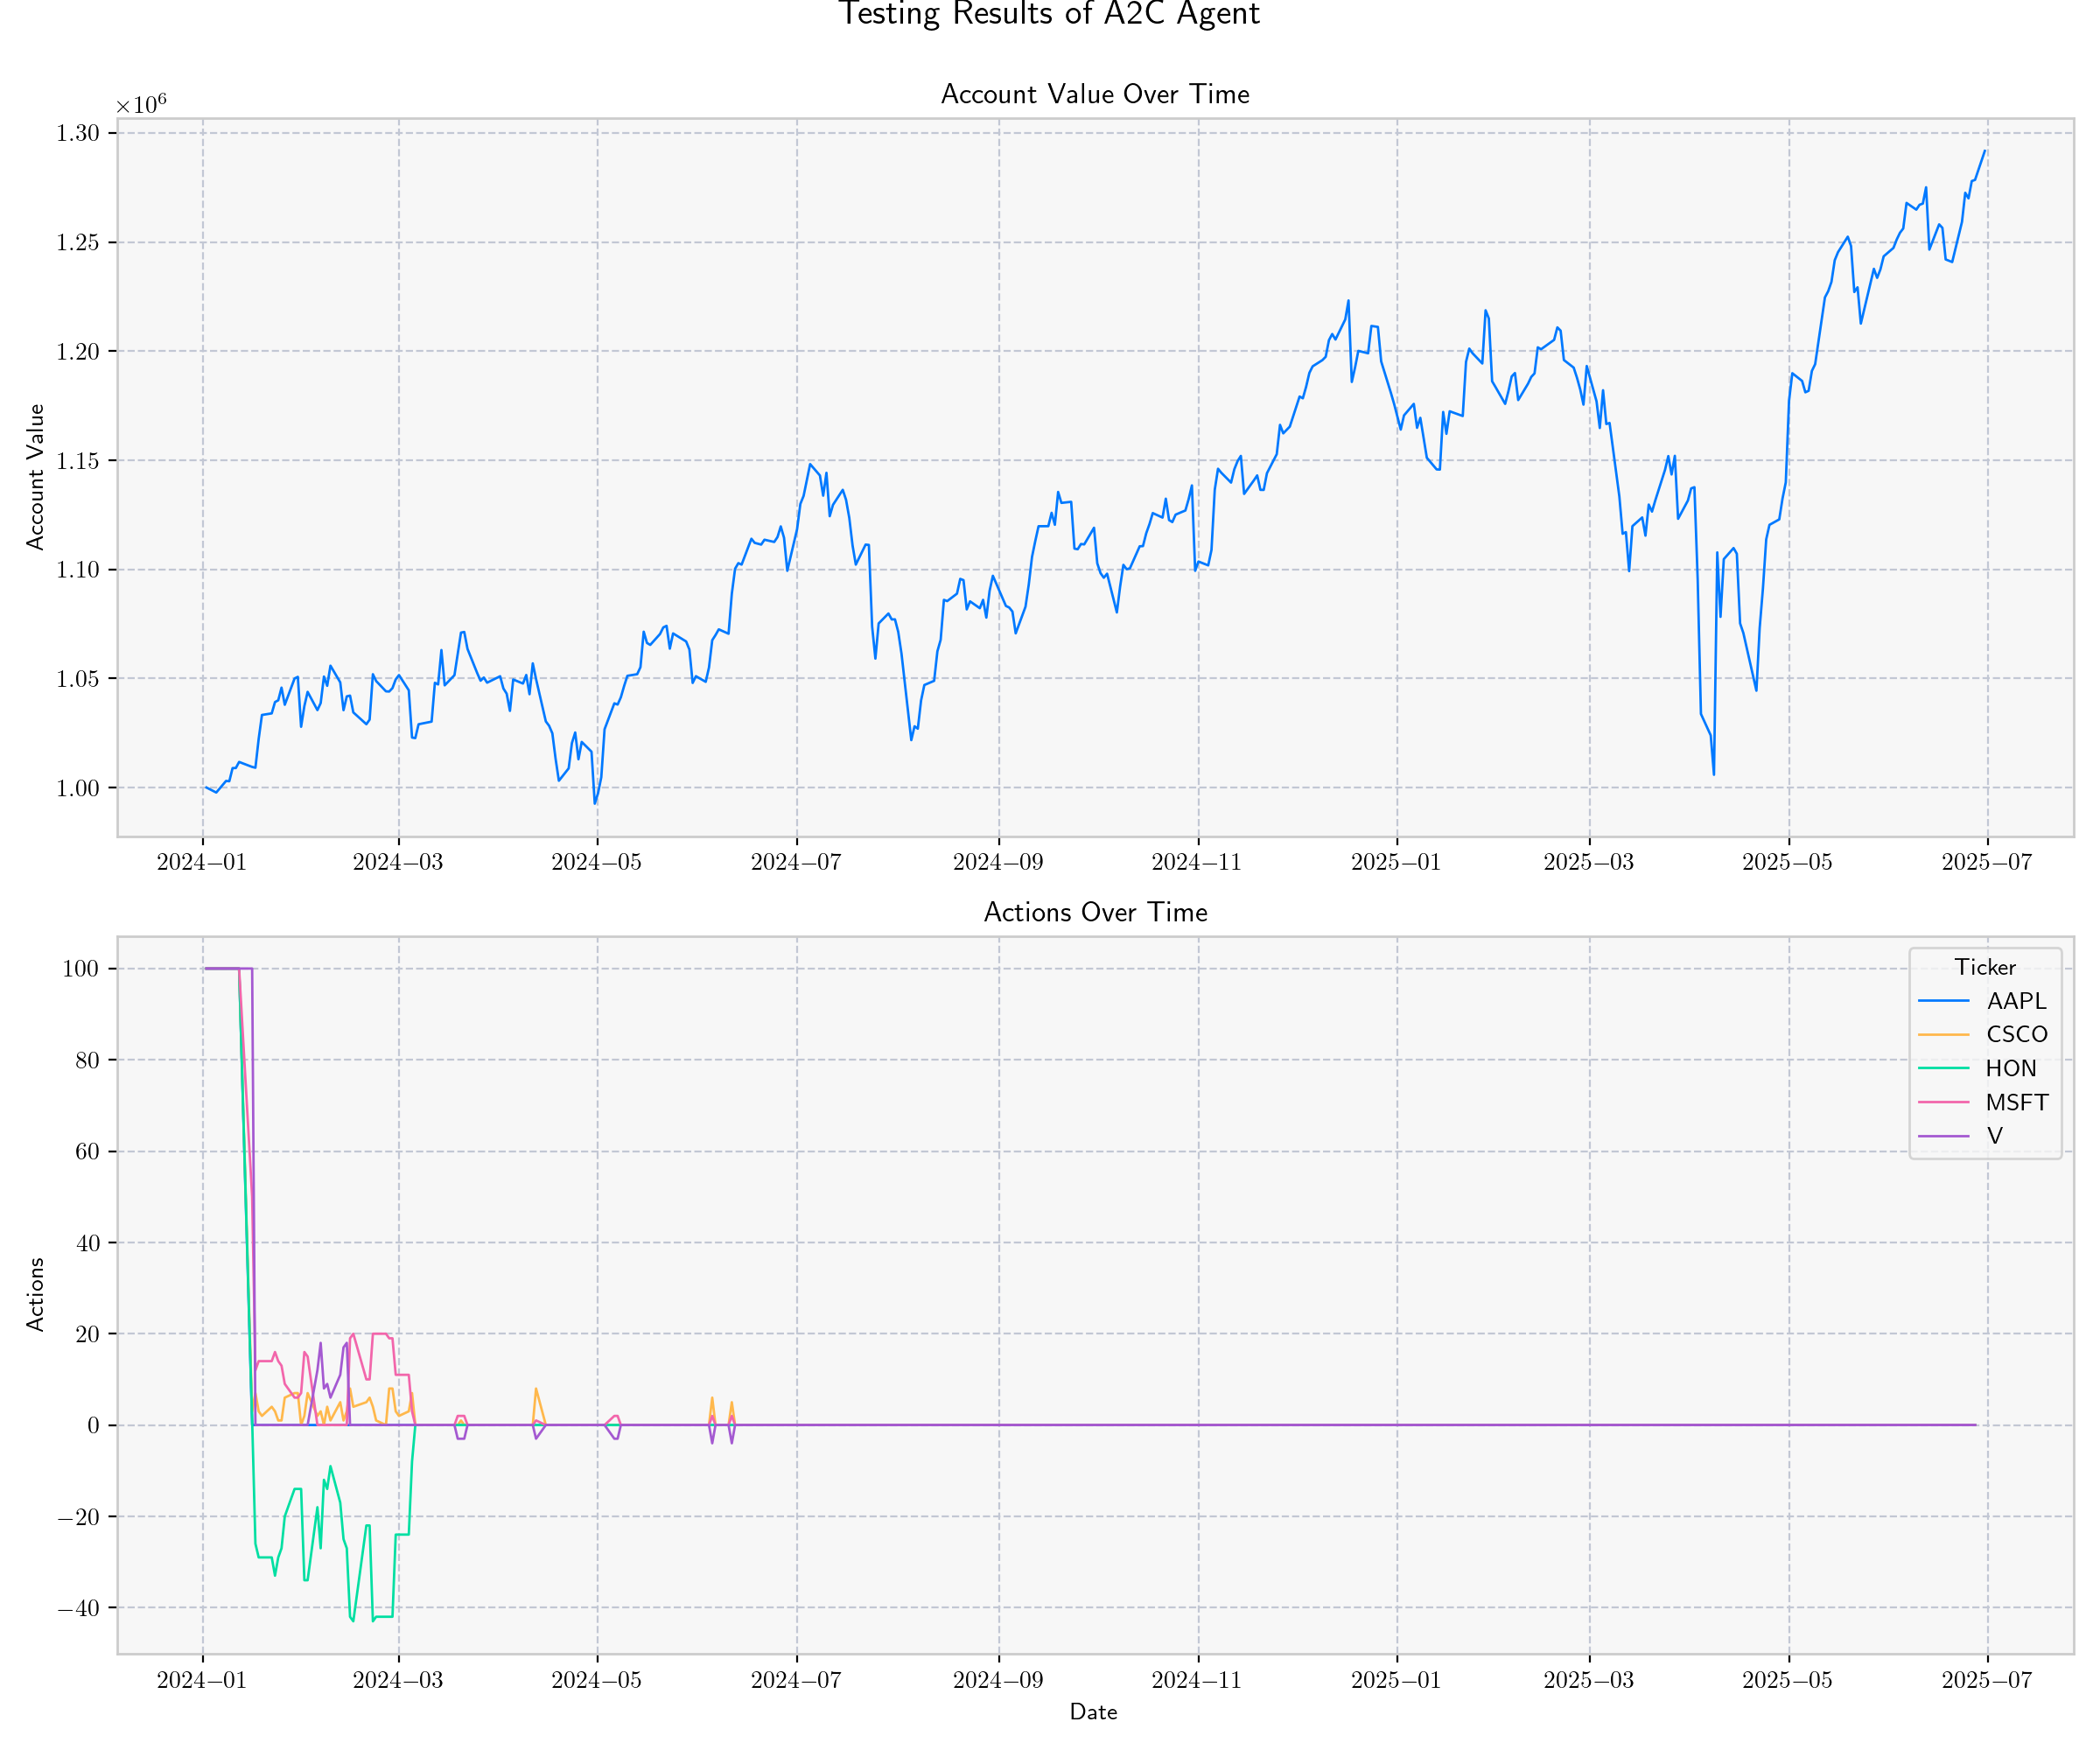 Testing Results of A2C Agent
Account Value Over Time
×10⁶
1.30
1.25
1.20
1.15
1.10
1.05
1.00
Account Value
2024−01 2024−03 2024−05 2024−07 2024−09 2024−11 2025−01 2025−03 2025−05 2025−07
Actions Over Time
100
80
60
40
20
0
−20
−40
Actions
Ticker
AAPL
CSCO
HON
MSFT
V
2024−01 2024−03 2024−05 2024−07 2024−09 2024−11 2025−01 2025−03 2025−05 2025−07
Date